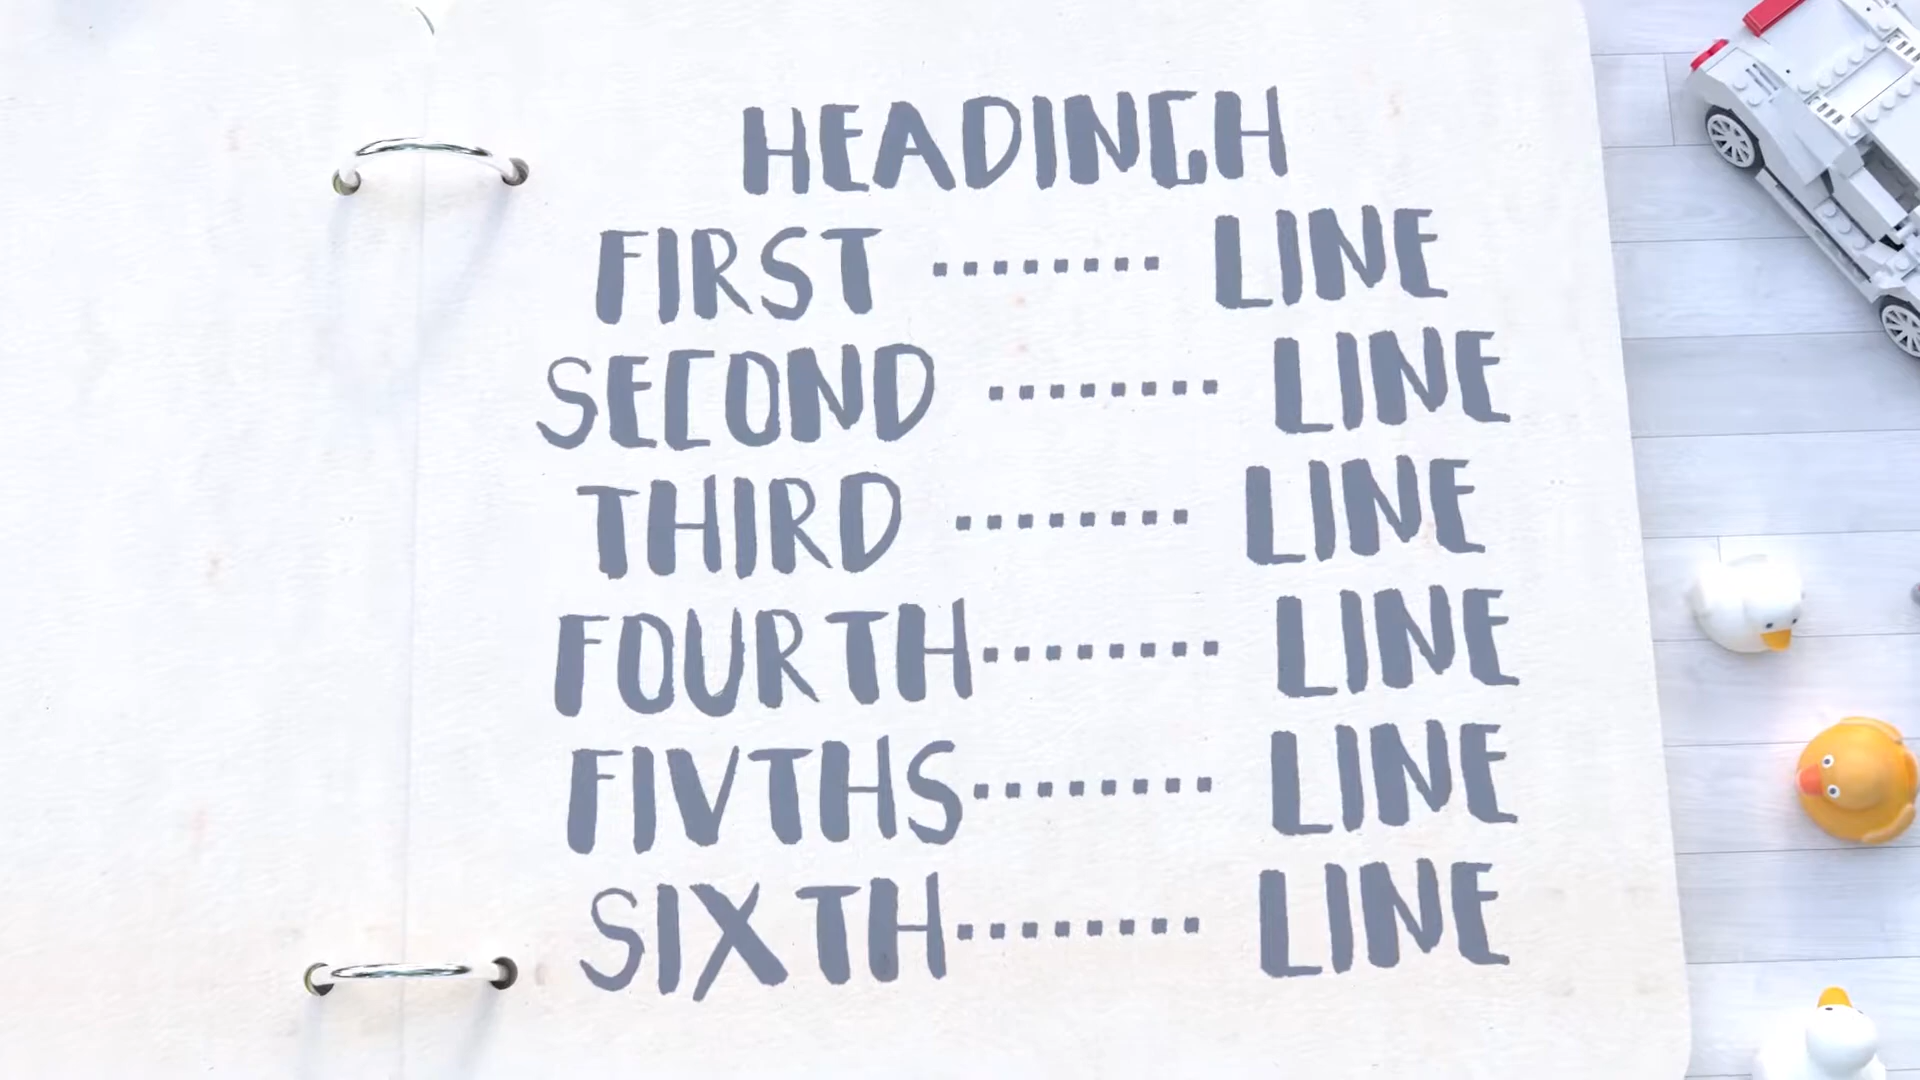 HEADINGH
FIRST ........ LINE
SECOND ........ LINE
THIRD ........ LINE
FOURTH........ LINE
FIVTHS........ LINE
SIXTH........ LINE